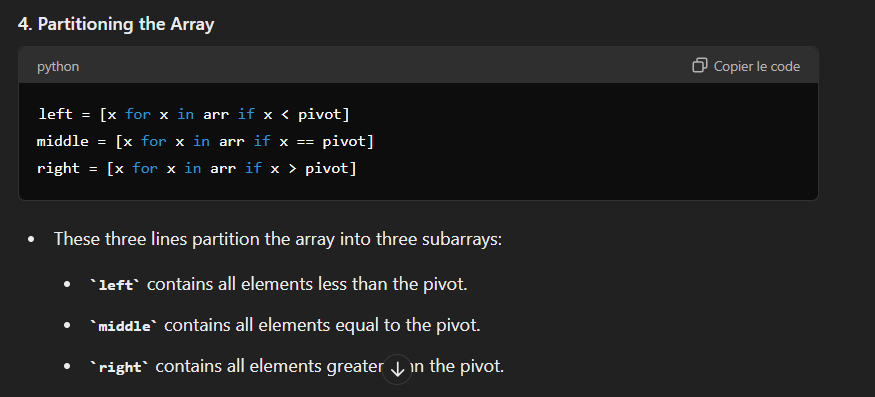 4. Partitioning the Array
python
Copier le code
left = [x for x in arr if x < pivot]
middle = [x for x in arr if x == pivot]
right = [x for x in arr if x > pivot]
• These three lines partition the array into three subarrays:
• `left` contains all elements less than the pivot.
• `middle` contains all elements equal to the pivot.
• `right` contains all elements greater the pivot.